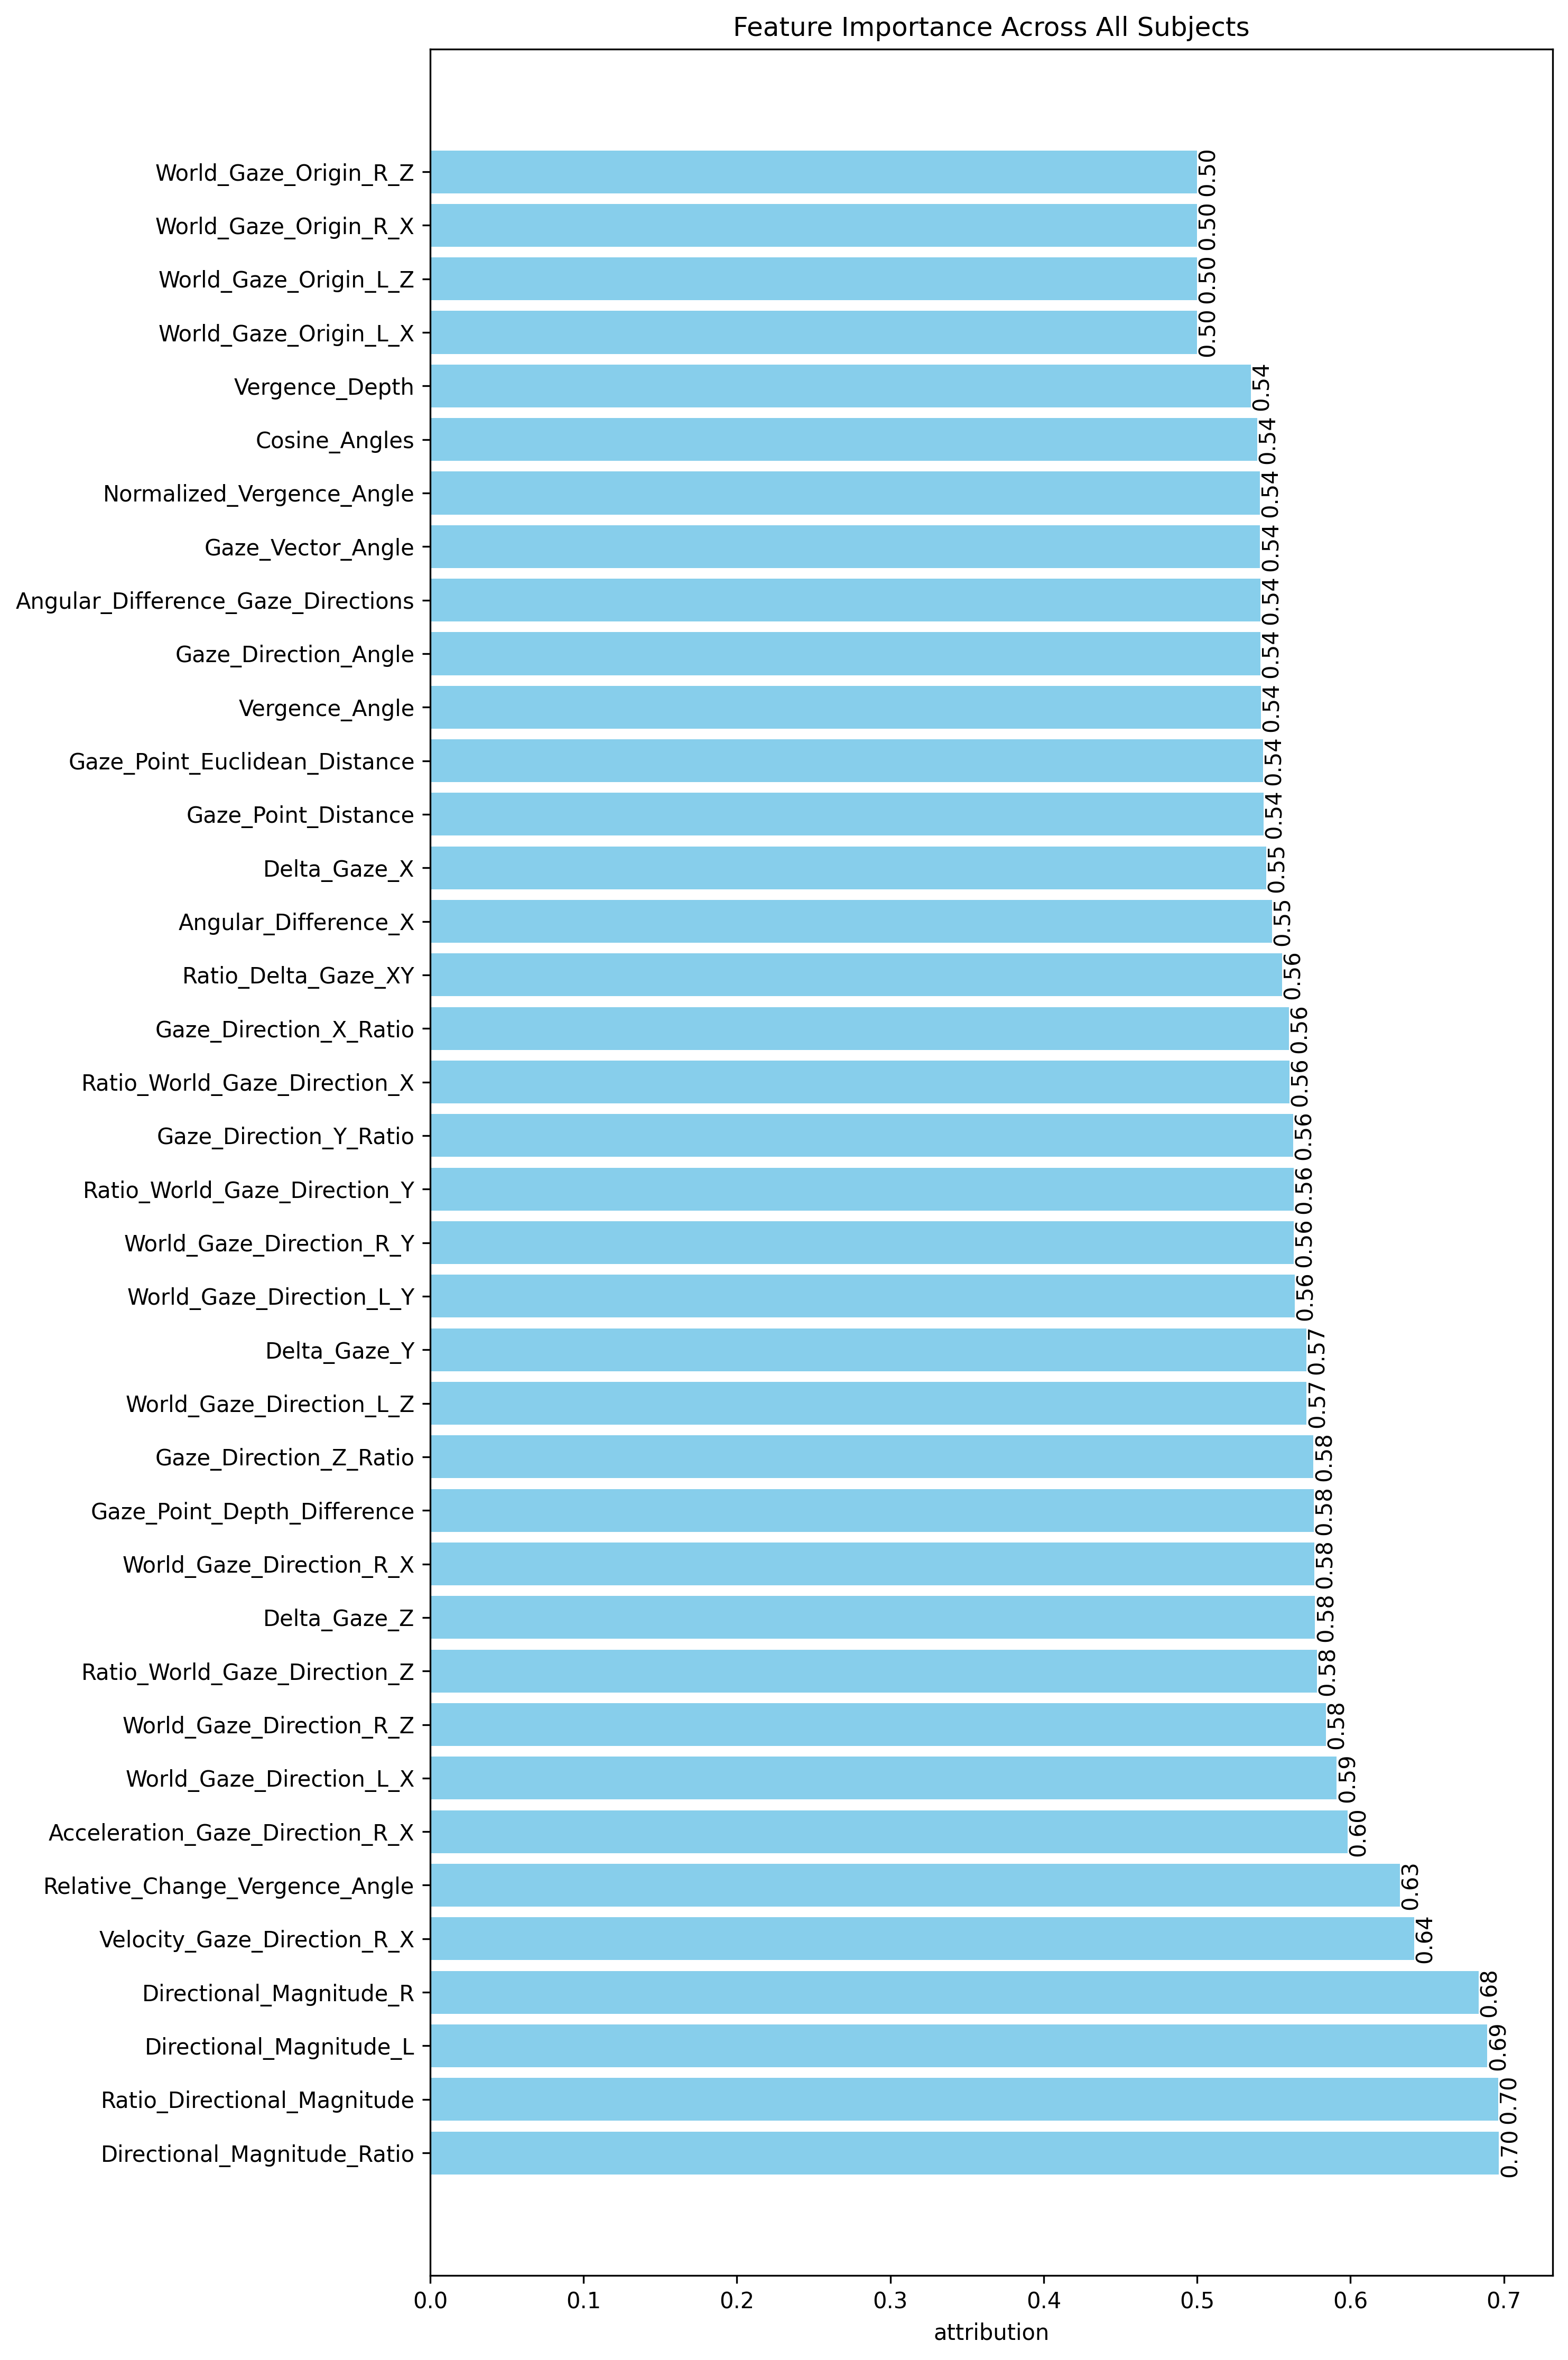 Feature Importance Across All Subjects
World_Gaze_Origin_R_Z 0.50
World_Gaze_Origin_R_X 0.50
World_Gaze_Origin_L_Z 0.50
World_Gaze_Origin_L_X 0.50
Vergence_Depth 0.54
Cosine_Angles 0.54
Normalized_Vergence_Angle 0.54
Gaze_Vector_Angle 0.54
Angular_Difference_Gaze_Directions 0.54
Gaze_Direction_Angle 0.54
Vergence_Angle 0.54
Gaze_Point_Euclidean_Distance 0.54
Gaze_Point_Distance 0.54
Delta_Gaze_X 0.55
Angular_Difference_X 0.55
Ratio_Delta_Gaze_XY 0.56
Gaze_Direction_X_Ratio 0.56
Ratio_World_Gaze_Direction_X 0.56
Gaze_Direction_Y_Ratio 0.56
Ratio_World_Gaze_Direction_Y 0.56
World_Gaze_Direction_R_Y 0.56
World_Gaze_Direction_L_Y 0.56
Delta_Gaze_Y 0.57
World_Gaze_Direction_L_Z 0.57
Gaze_Direction_Z_Ratio 0.58
Gaze_Point_Depth_Difference 0.58
World_Gaze_Direction_R_X 0.58
Delta_Gaze_Z 0.58
Ratio_World_Gaze_Direction_Z 0.58
World_Gaze_Direction_R_Z 0.58
World_Gaze_Direction_L_X 0.59
Acceleration_Gaze_Direction_R_X 0.60
Relative_Change_Vergence_Angle 0.63
Velocity_Gaze_Direction_R_X 0.64
Directional_Magnitude_R 0.68
Directional_Magnitude_L 0.69
Ratio_Directional_Magnitude 0.70
Directional_Magnitude_Ratio 0.70
0.0 0.1 0.2 0.3 0.4 0.5 0.6 0.7
attribution